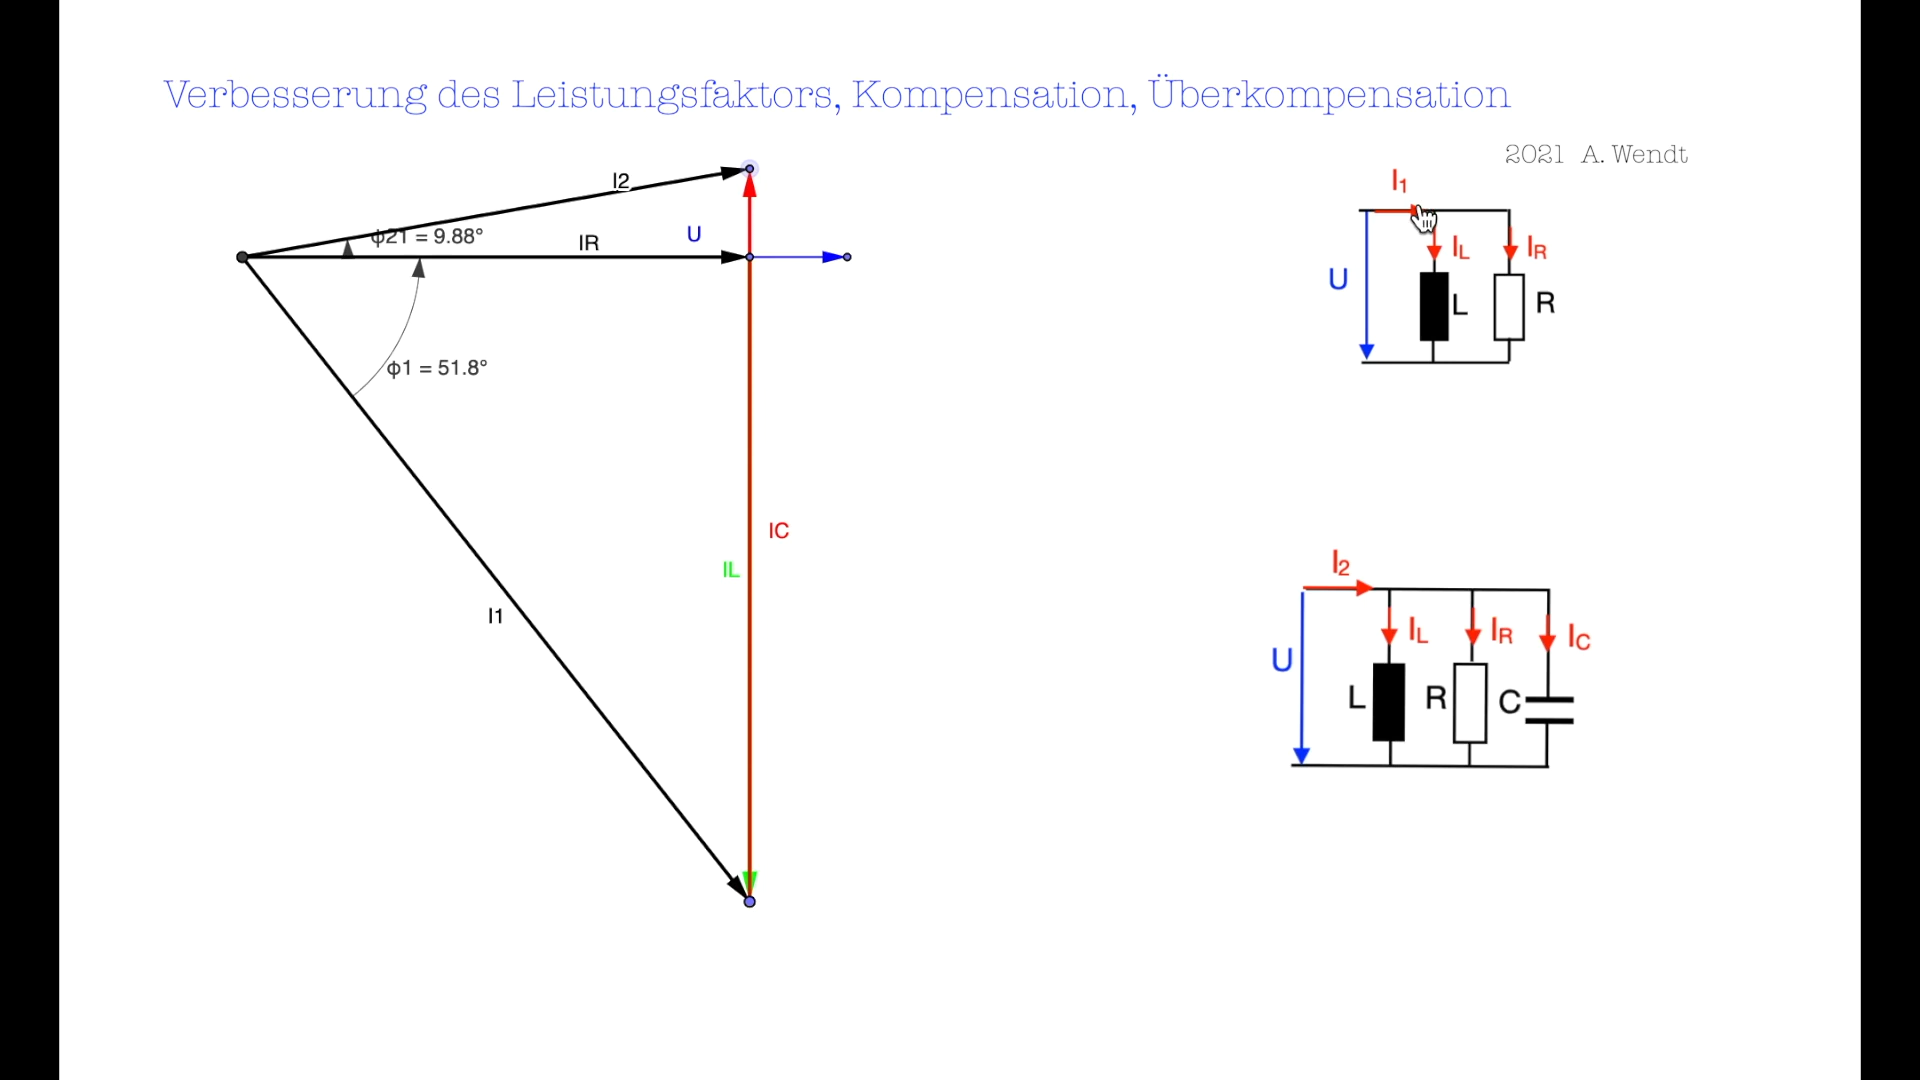 Verbesserung des Leistungsfaktors, Kompensation, Überkompensation
2021 A. Wendt
I2
φ21 = 9.88°
IR
U
φ1 = 51.8°
IC
IL
I1
I1
IL
IR
U
L
R
I2
IL
IR
IC
U
L
R
C